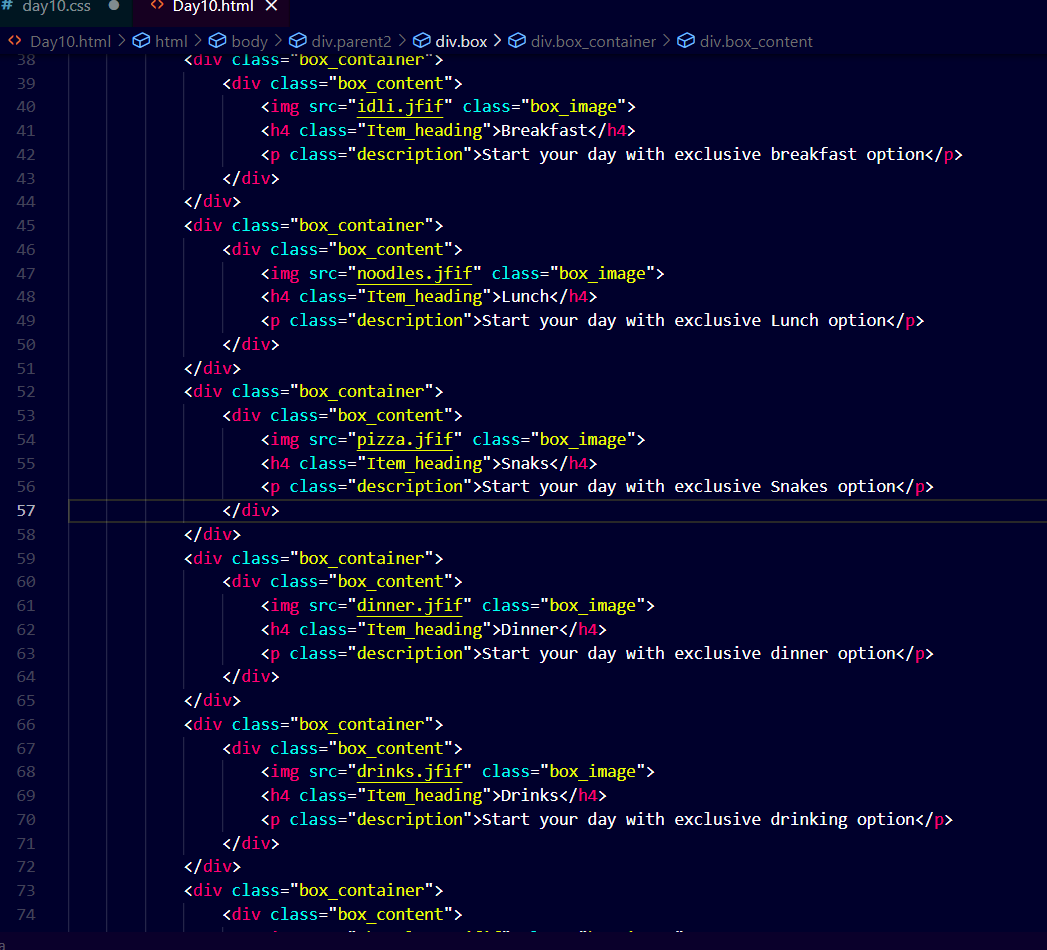 # day10.css ● <> Day10.html ×
<> Day10.html > html > body > div.parent2 > div.box > div.box_container > div.box_content
38 <div class="box_container">
39 <div class="box_content">
40 <img src="idli.jfif" class="box_image">
41 <h4 class="Item_heading">Breakfast</h4>
42 <p class="description">Start your day with exclusive breakfast option</p>
43 </div>
44 </div>
45 <div class="box_container">
46 <div class="box_content">
47 <img src="noodles.jfif" class="box_image">
48 <h4 class="Item_heading">Lunch</h4>
49 <p class="description">Start your day with exclusive Lunch option</p>
50 </div>
51 </div>
52 <div class="box_container">
53 <div class="box_content">
54 <img src="pizza.jfif" class="box_image">
55 <h4 class="Item_heading">Snaks</h4>
56 <p class="description">Start your day with exclusive Snakes option</p>
57 </div>
58 </div>
59 <div class="box_container">
60 <div class="box_content">
61 <img src="dinner.jfif" class="box_image">
62 <h4 class="Item_heading">Dinner</h4>
63 <p class="description">Start your day with exclusive dinner option</p>
64 </div>
65 </div>
66 <div class="box_container">
67 <div class="box_content">
68 <img src="drinks.jfif" class="box_image">
69 <h4 class="Item_heading">Drinks</h4>
70 <p class="description">Start your day with exclusive drinking option</p>
71 </div>
72 </div>
73 <div class="box_container">
74 <div class="box_content">